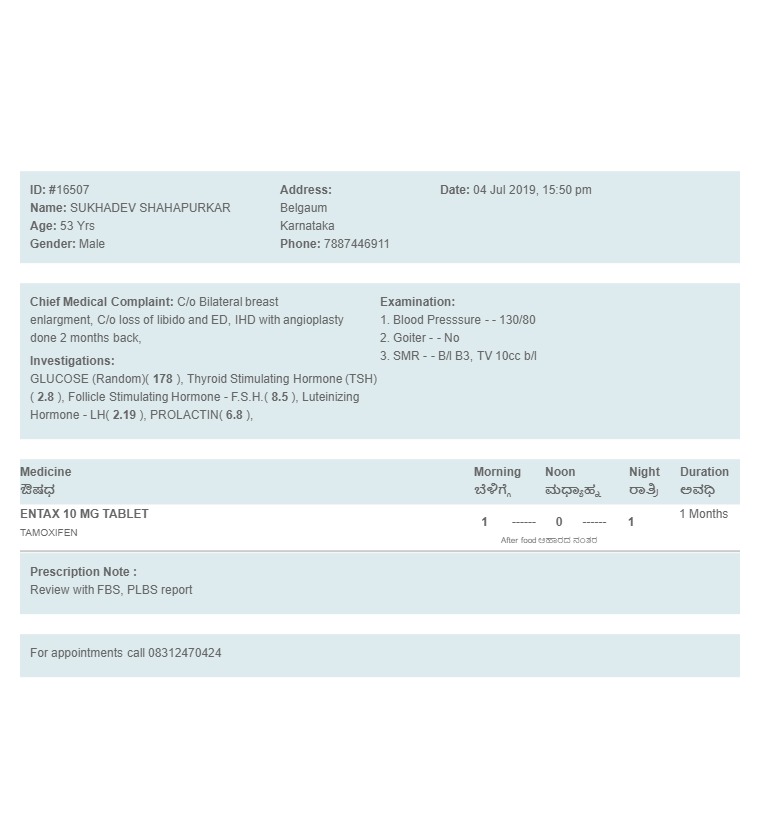 ID: #16507
Name: SUKHADEV SHAHAPURKAR
Age: 53 Yrs
Gender: Male
Address:
Belgaum
Karnataka
Phone: 7887446911
Date: 04 Jul 2019, 15:50 pm
Chief Medical Complaint: C/o Bilateral breast
enlargment, C/o loss of libido and ED, IHD with angioplasty
done 2 months back,
Investigations:
GLUCOSE (Random)( 178 ), Thyroid Stimulating Hormone (TSH)
( 2.8 ), Follicle Stimulating Hormone - F.S.H.( 8.5 ), Luteinizing
Hormone - LH( 2.19 ), PROLACTIN( 6.8 ),
Examination:
1. Blood Presssure - - 130/80
2. Goiter - - No
3. SMR - - B/l B3, TV 10cc b/l
Medicine Morning Noon Night Duration
ಔಷಧ ಬೆಳಿಗ್ಗೆ ಮಧ್ಯಾಹ್ನ ರಾತ್ರಿ ಅವಧಿ
ENTAX 10 MG TABLET 1 Months
1 ------ 0 ------ 1
TAMOXIFEN
After food ಆಹಾರದ ನಂತರ
Prescription Note :
Review with FBS, PLBS report
For appointments call 08312470424